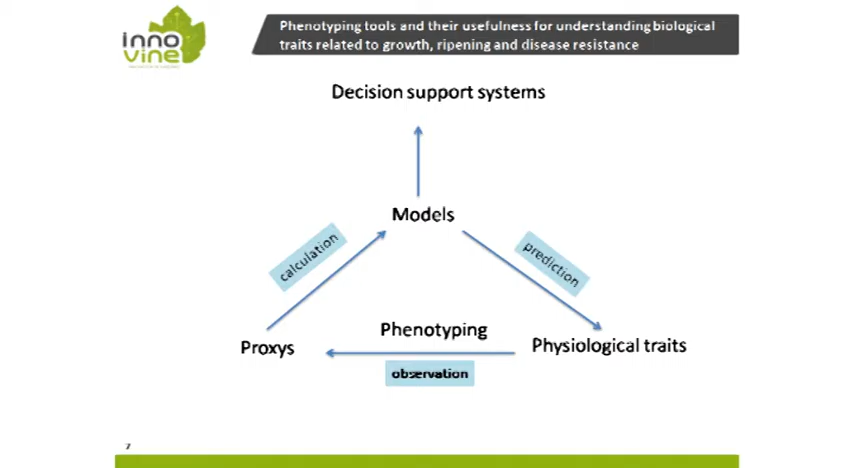 inno
vine
Phenotyping tools and their usefulness for understanding biological
traits related to growth, ripening and disease resistance
Decision support systems
Models
calculation
prediction
Phenotyping
Proxys
Physiological traits
observation
7